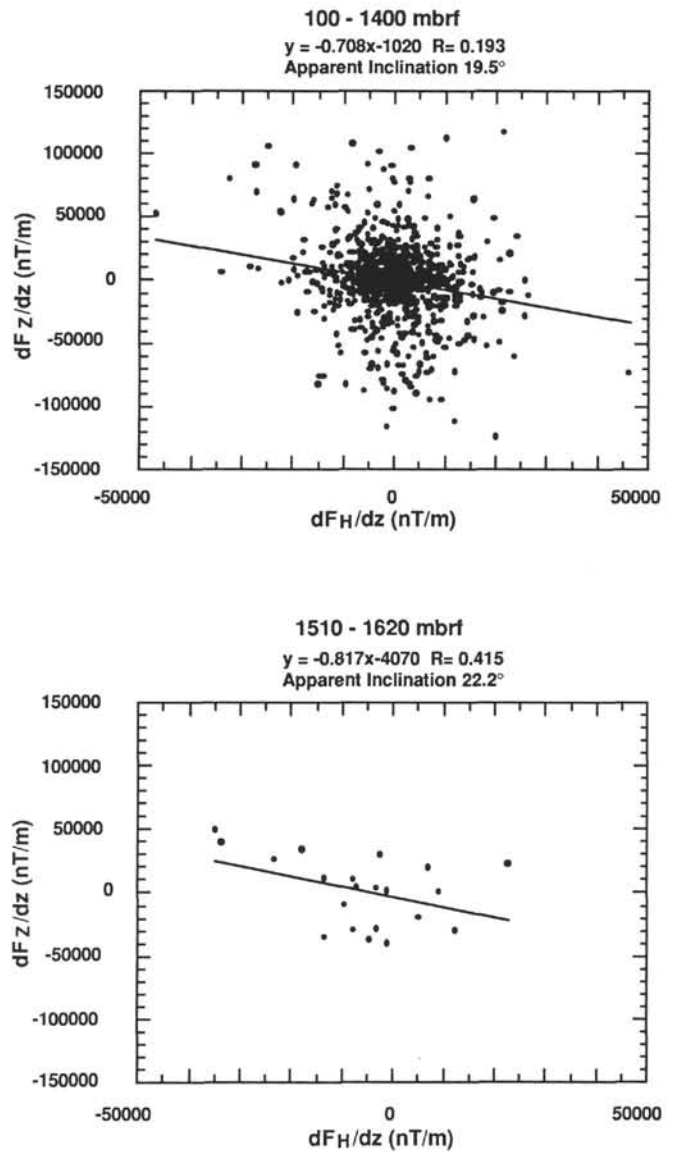 100 - 1400 mbrf
y = -0.708x-1020 R= 0.193
Apparent Inclination 19.5°
150000
100000
50000
0
-50000
-100000
-150000
dFZ/dz (nT/m)
-50000 0 50000
dFH/dz (nT/m)
1510 - 1620 mbrf
y = -0.817x-4070 R= 0.415
Apparent Inclination 22.2°
150000
100000
50000
0
-50000
-100000
-150000
dFZ/dz (nT/m)
-50000 0 50000
dFH/dz (nT/m)